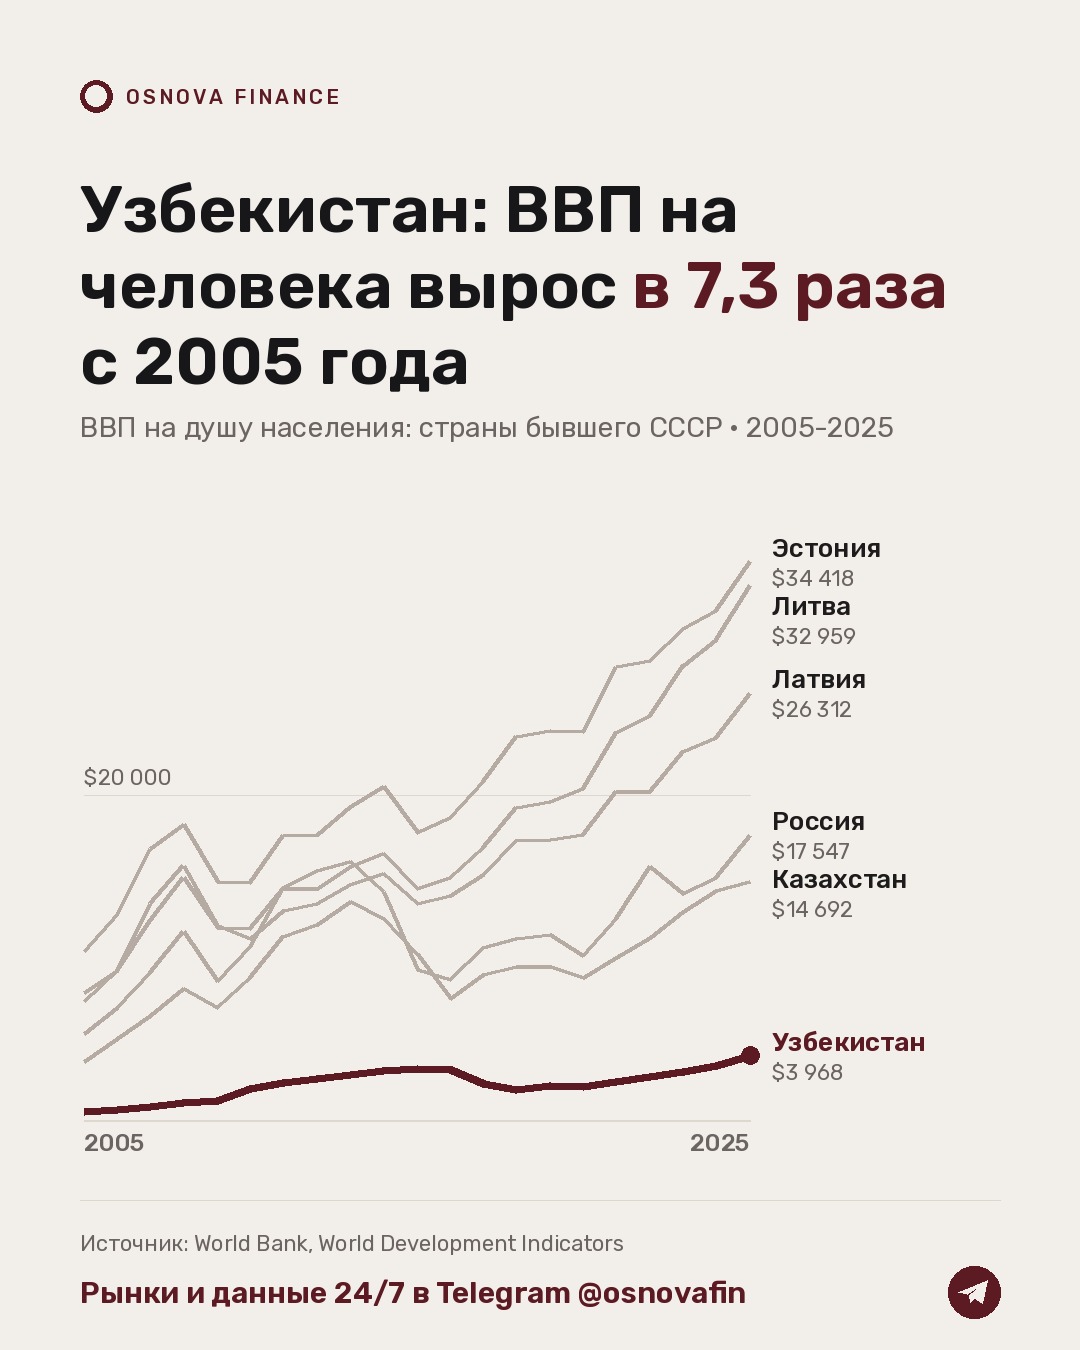 OSNOVA FINANCE
Узбекистан: ВВП на
человека вырос в 7,3 раза
с 2005 года
ВВП на душу населения: страны бывшего СССР • 2005-2025
Эстония
$34 418
Литва
$32 959
Латвия
$26 312
$20 000
Россия
$17 547
Казахстан
$14 692
Узбекистан
$3 968
2005
2025
Источник: World Bank, World Development Indicators
Рынки и данные 24/7 в Telegram @osnovafin